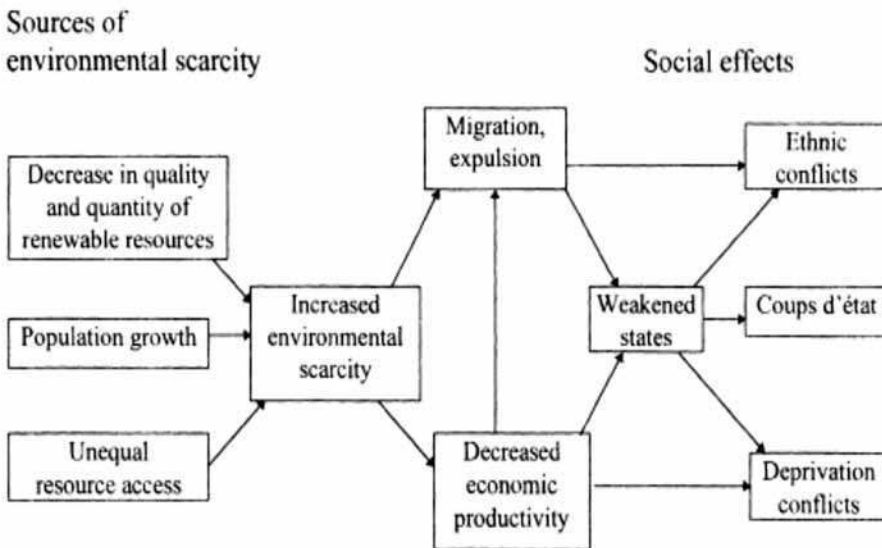 Sources of
environmental scarcity
Social effects
Decrease in quality
and quantity of
renewable resources
Population growth
Unequal
resource access
Increased
environmental
scarcity
Migration,
expulsion
Decreased
economic
productivity
Weakened
states
Ethnic
conflicts
Coups d'état
Deprivation
conflicts